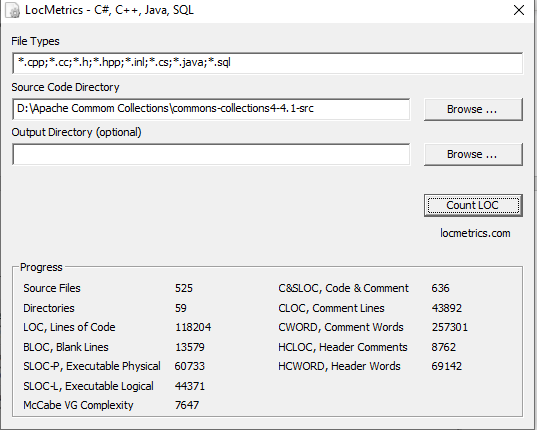 LocMetrics - C#, C++, Java, SQL
File Types
*.cpp;*.cc;*.h;*.hpp;*.inl;*.cs;*.java;*.sql
Source Code Directory
D:\Apache Commom Collections\commons-collections4-4.1-src
Browse ...
Output Directory (optional)
Browse ...
Count LOC
locmetrics.com
Progress
Source Files 525 C&SLOC, Code & Comment 636
Directories 59 CLOC, Comment Lines 43892
LOC, Lines of Code 118204 CWORD, Comment Words 257301
BLOC, Blank Lines 13579 HCLOC, Header Comments 8762
SLOC-P, Executable Physical 60733 HCWORD, Header Words 69142
SLOC-L, Executable Logical 44371
McCabe VG Complexity 7647